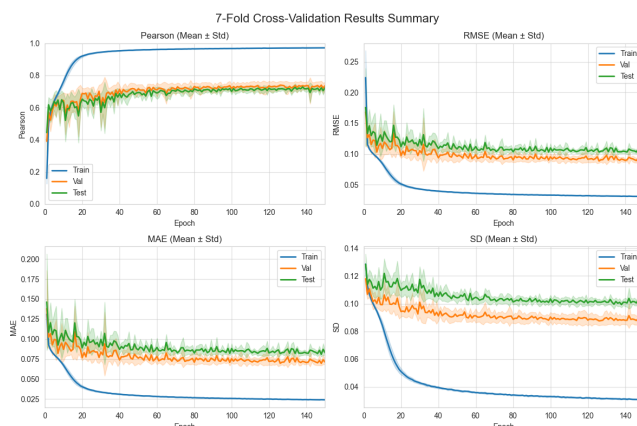 7-Fold Cross-Validation Results Summary
Pearson (Mean ± Std)
1.0
0.8
0.6
0.4
0.2
0.0
Pearson
Train
Val
Test
0 20 40 60 80 100 120 140
Epoch
RMSE (Mean ± Std)
0.25
0.20
0.15
0.10
0.05
RMSE
Train
Val
Test
0 20 40 60 80 100 120 140
Epoch
MAE (Mean ± Std)
0.200
0.175
0.150
0.125
0.100
0.075
0.050
0.025
MAE
Train
Val
Test
0 20 40 60 80 100 120 140
SD (Mean ± Std)
0.14
0.12
0.10
0.08
0.06
0.04
SD
Train
Val
Test
0 20 40 60 80 100 120 140